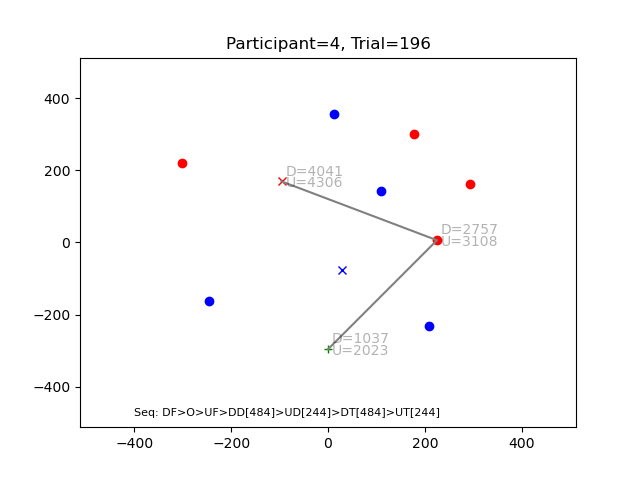 Participant=4, Trial=196
400
200
0
−200
−400
D=4041
U=4306
D=2757
U=3108
D=1037
U=2023
Seq: DF>O>UF>DD[484]>UD[244]>DT[484]>UT[244]
−400 −200 0 200 400